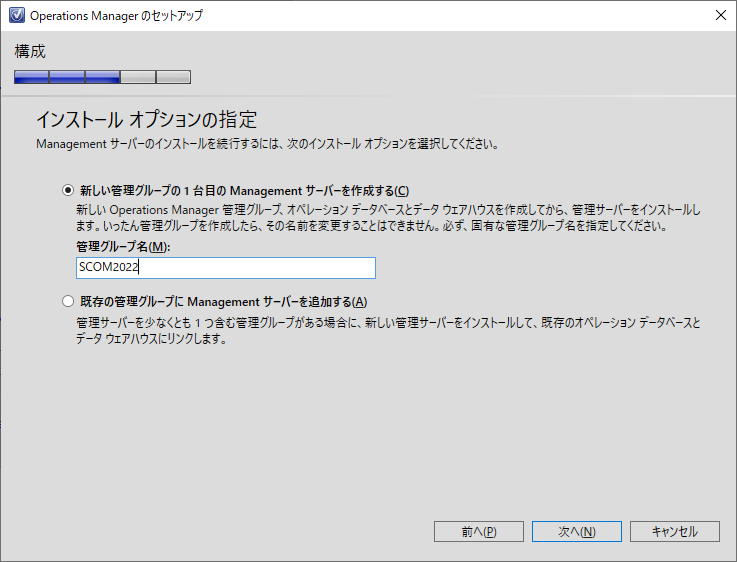 Operations Manager のセットアップ
構成
インストール オプションの指定
Management サーバーのインストールを続行するには、次のインストール オプションを選択してください。
新しい管理グループの 1 台目の Management サーバーを作成する(C)
新しい Operations Manager 管理グループ、オペレーション データベースとデータ ウェアハウスを作成してから、管理サーバーをインストールし
ます。いったん管理グループを作成したら、その名前を変更することはできません。必ず、固有な管理グループ名を指定してください。
管理グループ名(M):
SCOM2022
既存の管理グループに Management サーバーを追加する(A)
管理サーバーを少なくとも 1 つ含む管理グループがある場合に、新しい管理サーバーをインストールして、既存のオペレーション データベースと
データ ウェアハウスにリンクします。
前へ(P) 次へ(N) キャンセル